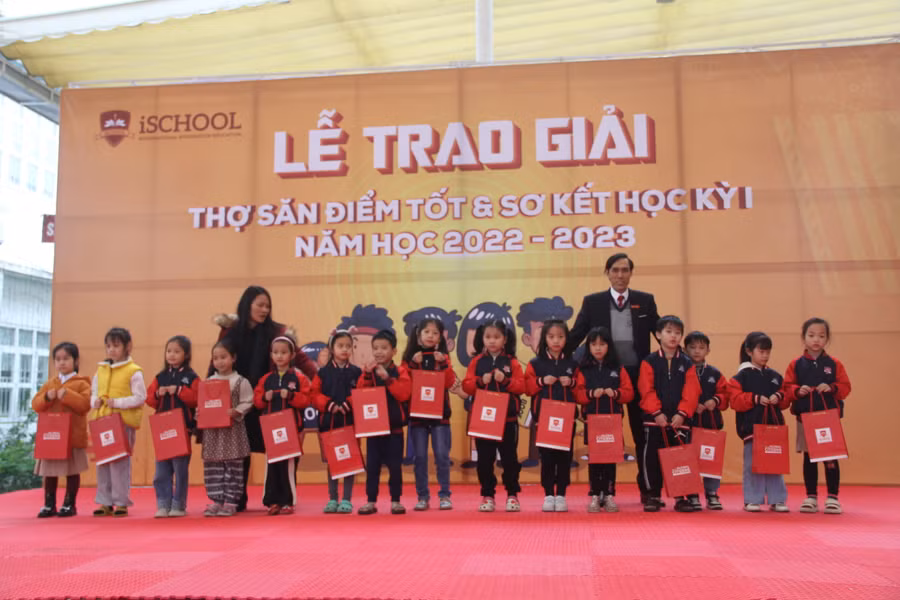 iSCHOOL
LỄ TRAO GIẢI
THỢ SĂN ĐIỂM TỐT & SƠ KẾT HỌC KỲ I
NĂM HỌC 2022 - 2023